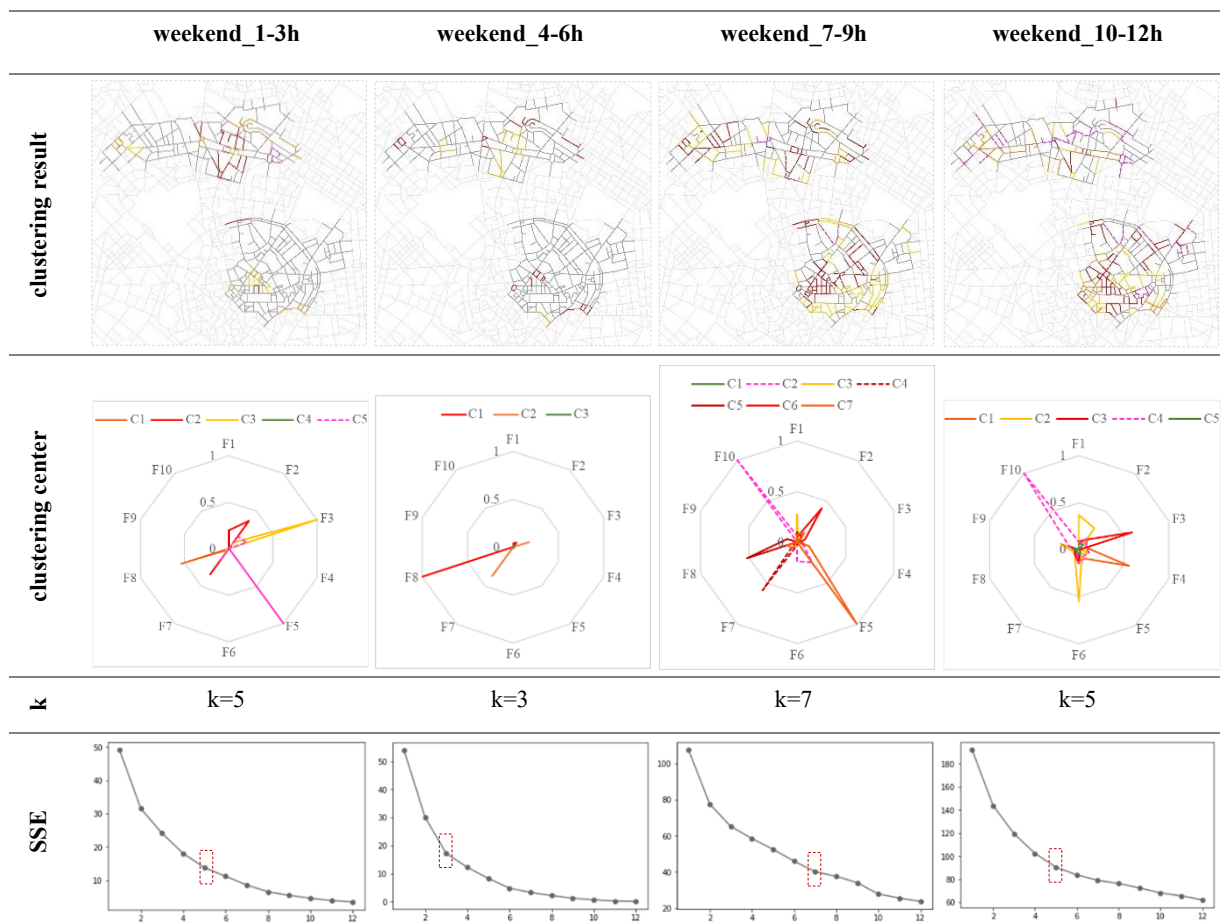 weekend_1-3h weekend_4-6h weekend_7-9h weekend_10-12h
clustering result
clustering center
C1 C2 C3 C4 C5
F1
1
F10 F2
0.5
F9 F3
0
F8 F4
F7 F5
F6
C1 C2 C3
F1
1
F10 F2
0.5
F9 F3
0
F8 F4
F7 F5
F6
C1 C2 C3 C4
C5 C6 C7
F1
1
F10 F2
0.5
F9 F3
0
F8 F4
F7 F5
F6
C1 C2 C3 C4 C5
F1
1
F10 F2
0.5
F9 F3
0
F8 F4
F7 F5
F6
k k=5 k=3 k=7 k=5
SSE
50
40
30
20
10
2 4 6 8 10 12
50
40
30
20
10
0
2 4 6 8 10 12
100
80
60
40
20
2 4 6 8 10 12
180
160
140
120
100
80
60
2 4 6 8 10 12